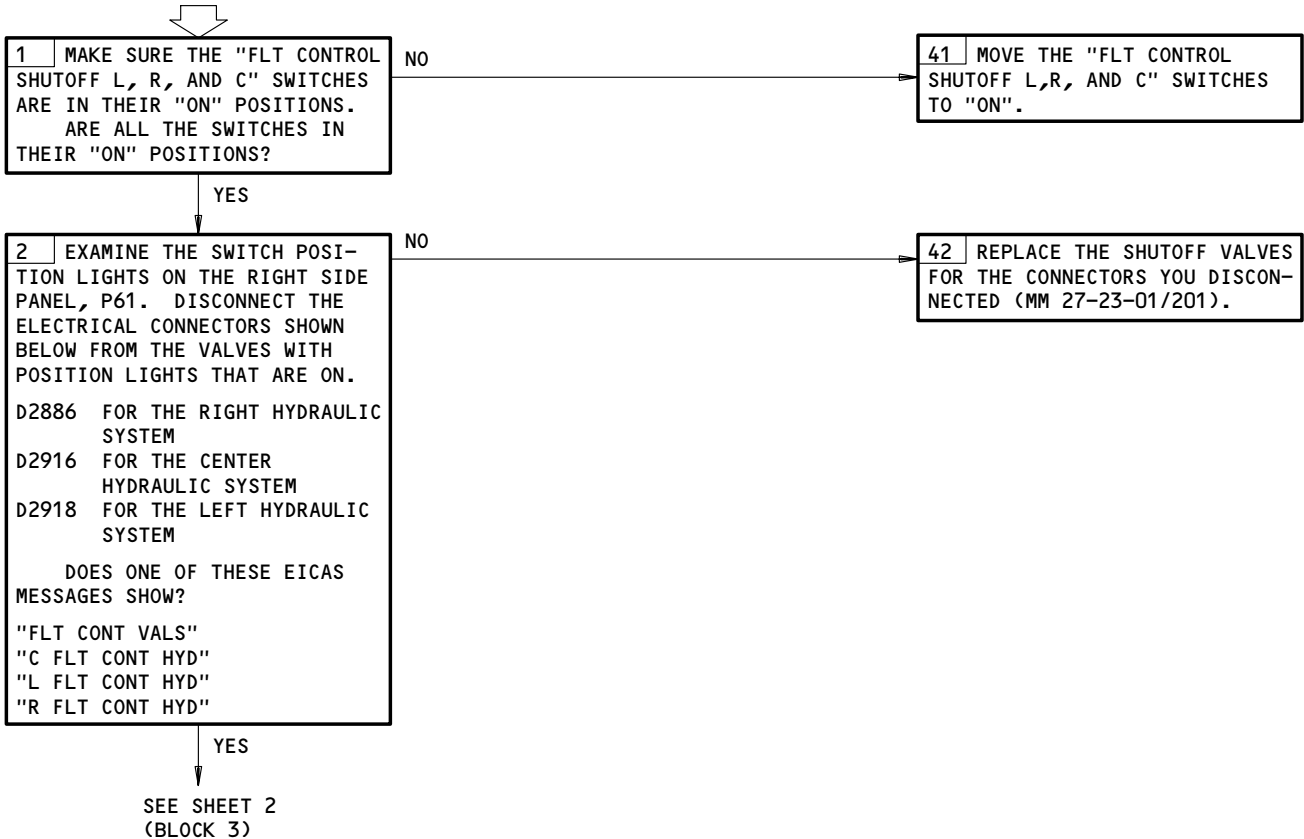 1 MAKE SURE THE "FLT CONTROL
SHUTOFF L, R, AND C" SWITCHES
ARE IN THEIR "ON" POSITIONS.
ARE ALL THE SWITCHES IN
THEIR "ON" POSITIONS?
NO
41 MOVE THE "FLT CONTROL
SHUTOFF L,R, AND C" SWITCHES
TO "ON".
YES
2 EXAMINE THE SWITCH POSI-
TION LIGHTS ON THE RIGHT SIDE
PANEL, P61. DISCONNECT THE
ELECTRICAL CONNECTORS SHOWN
BELOW FROM THE VALVES WITH
POSITION LIGHTS THAT ARE ON.
D2886 FOR THE RIGHT HYDRAULIC
SYSTEM
D2916 FOR THE CENTER
HYDRAULIC SYSTEM
D2918 FOR THE LEFT HYDRAULIC
SYSTEM
DOES ONE OF THESE EICAS
MESSAGES SHOW?
"FLT CONT VALS"
"C FLT CONT HYD"
"L FLT CONT HYD"
"R FLT CONT HYD"
NO
42 REPLACE THE SHUTOFF VALVES
FOR THE CONNECTORS YOU DISCON-
NECTED (MM 27-23-01/201).
YES
SEE SHEET 2
(BLOCK 3)